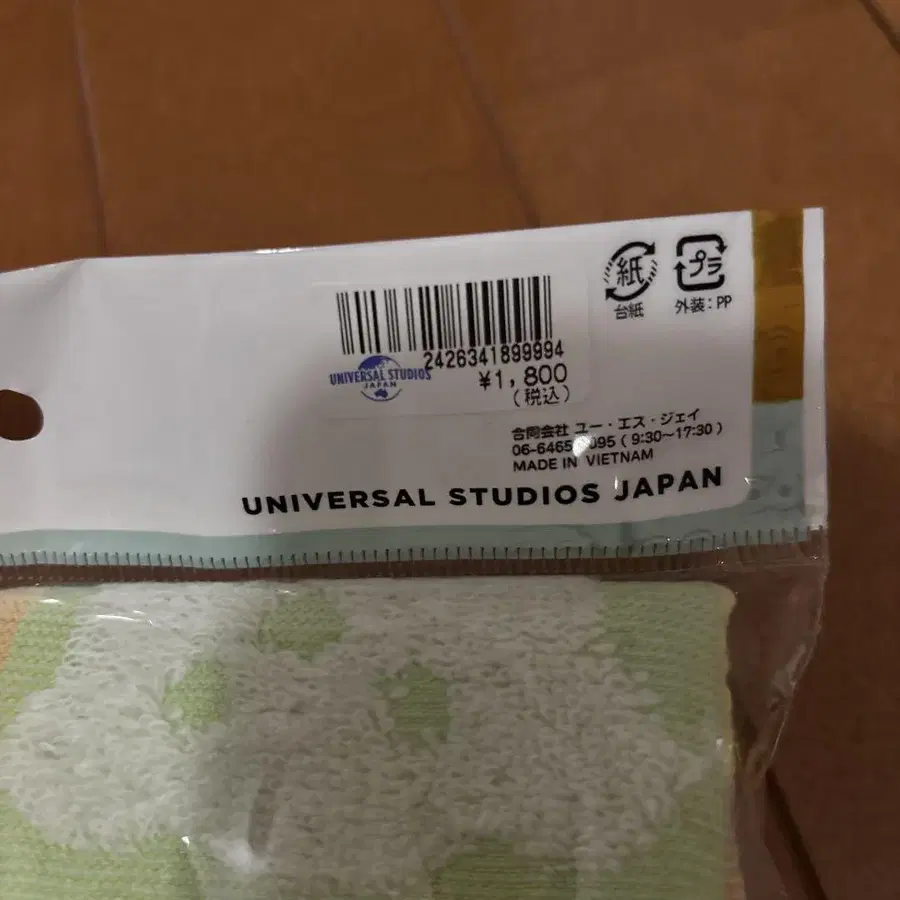 紙
台紙
プラ
外装：PP
2426341899994
UNIVERSAL STUDIOS
JAPAN
¥1,800
(税込)
合同会社 ユー・エス・ジェイ
(9:30～17:30)
MADE IN VIETNAM
UNIVERSAL STUDIOS JAPAN